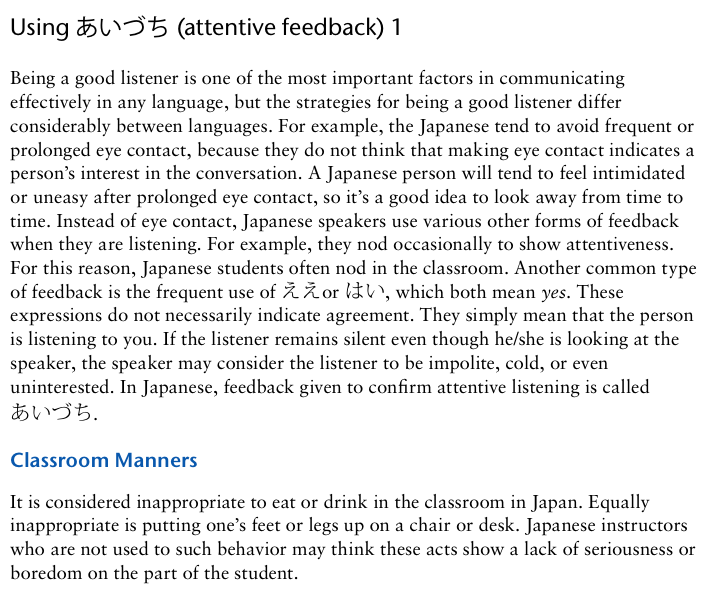 Using あいづち (attentive feedback) 1
Being a good listener is one of the most important factors in communicating
effectively in any language, but the strategies for being a good listener differ
considerably between languages. For example, the Japanese tend to avoid frequent or
prolonged eye contact, because they do not think that making eye contact indicates a
person's interest in the conversation. A Japanese person will tend to feel intimidated
or uneasy after prolonged eye contact, so it's a good idea to look away from time to
time. Instead of eye contact, Japanese speakers use various other forms of feedback
when they are listening. For example, they nod occasionally to show attentiveness.
For this reason, Japanese students often nod in the classroom. Another common type
of feedback is the frequent use of ええor はい, which both mean yes. These
expressions do not necessarily indicate agreement. They simply mean that the person
is listening to you. If the listener remains silent even though he/she is looking at the
speaker, the speaker may consider the listener to be impolite, cold, or even
uninterested. In Japanese, feedback given to confirm attentive listening is called
あいづち.
Classroom Manners
It is considered inappropriate to eat or drink in the classroom in Japan. Equally
inappropriate is putting one's feet or legs up on a chair or desk. Japanese instructors
who are not used to such behavior may think these acts show a lack of seriousness or
boredom on the part of the student.